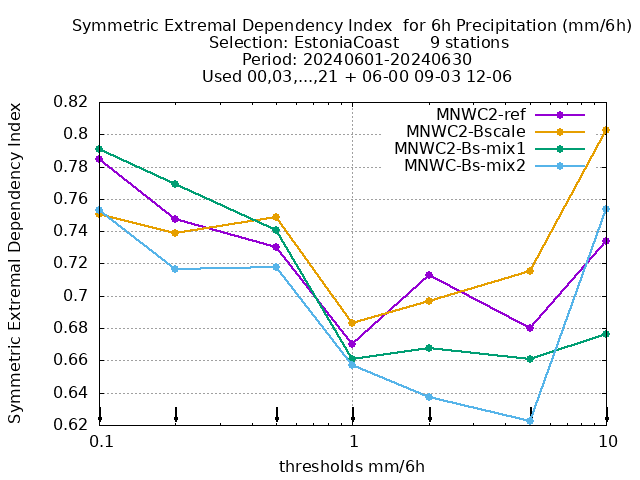 Symmetric Extremal Dependency Index  for 6h Precipitation (mm/6h)
Selection: EstoniaCoast      9 stations
Period: 20240601-20240630
Used 00,03,...,21 + 06-00 09-03 12-06
Symmetric Extremal Dependency Index
0.82
0.8
0.78
0.76
0.74
0.72
0.7
0.68
0.66
0.64
0.62
MNWC2-ref
MNWC2-Bscale
MNWC2-Bs-mix1
MNWC-Bs-mix2
0.1 1 10
thresholds mm/6h